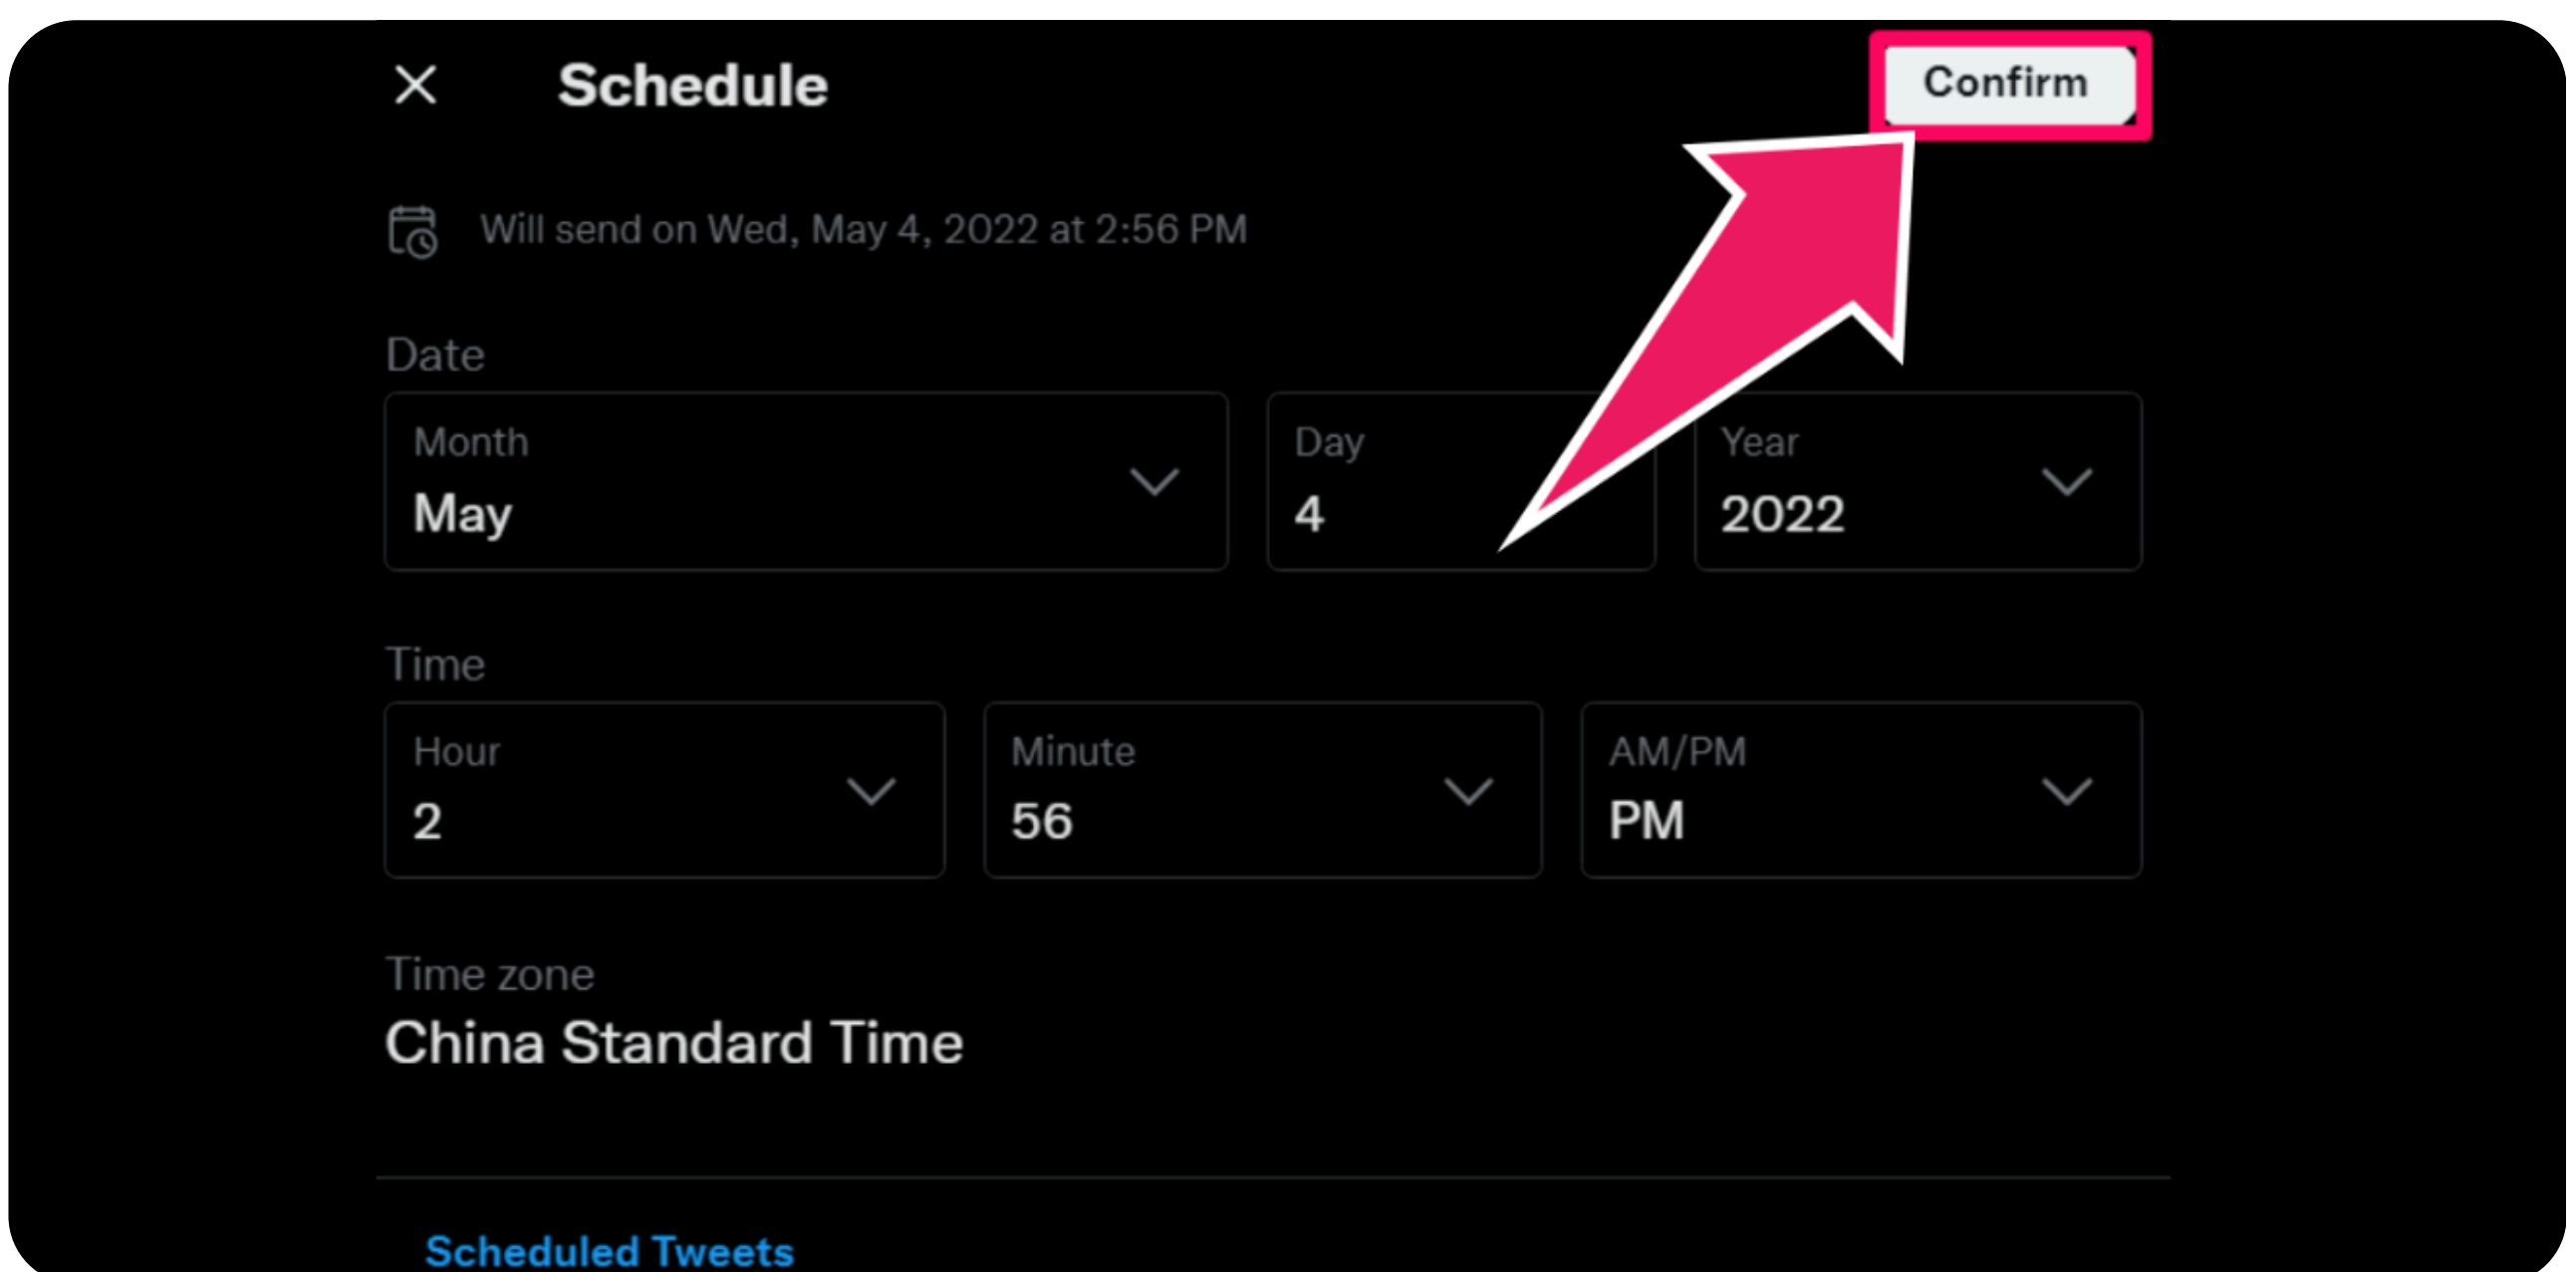 Schedule
Confirm
Will send on Wed, May 4, 2022 at 2:56 PM
Date
Month
May
Day
4
Year
2022
Time
Hour
2
Minute
56
AM/PM
PM
Time zone
China Standard Time
Scheduled Tweets